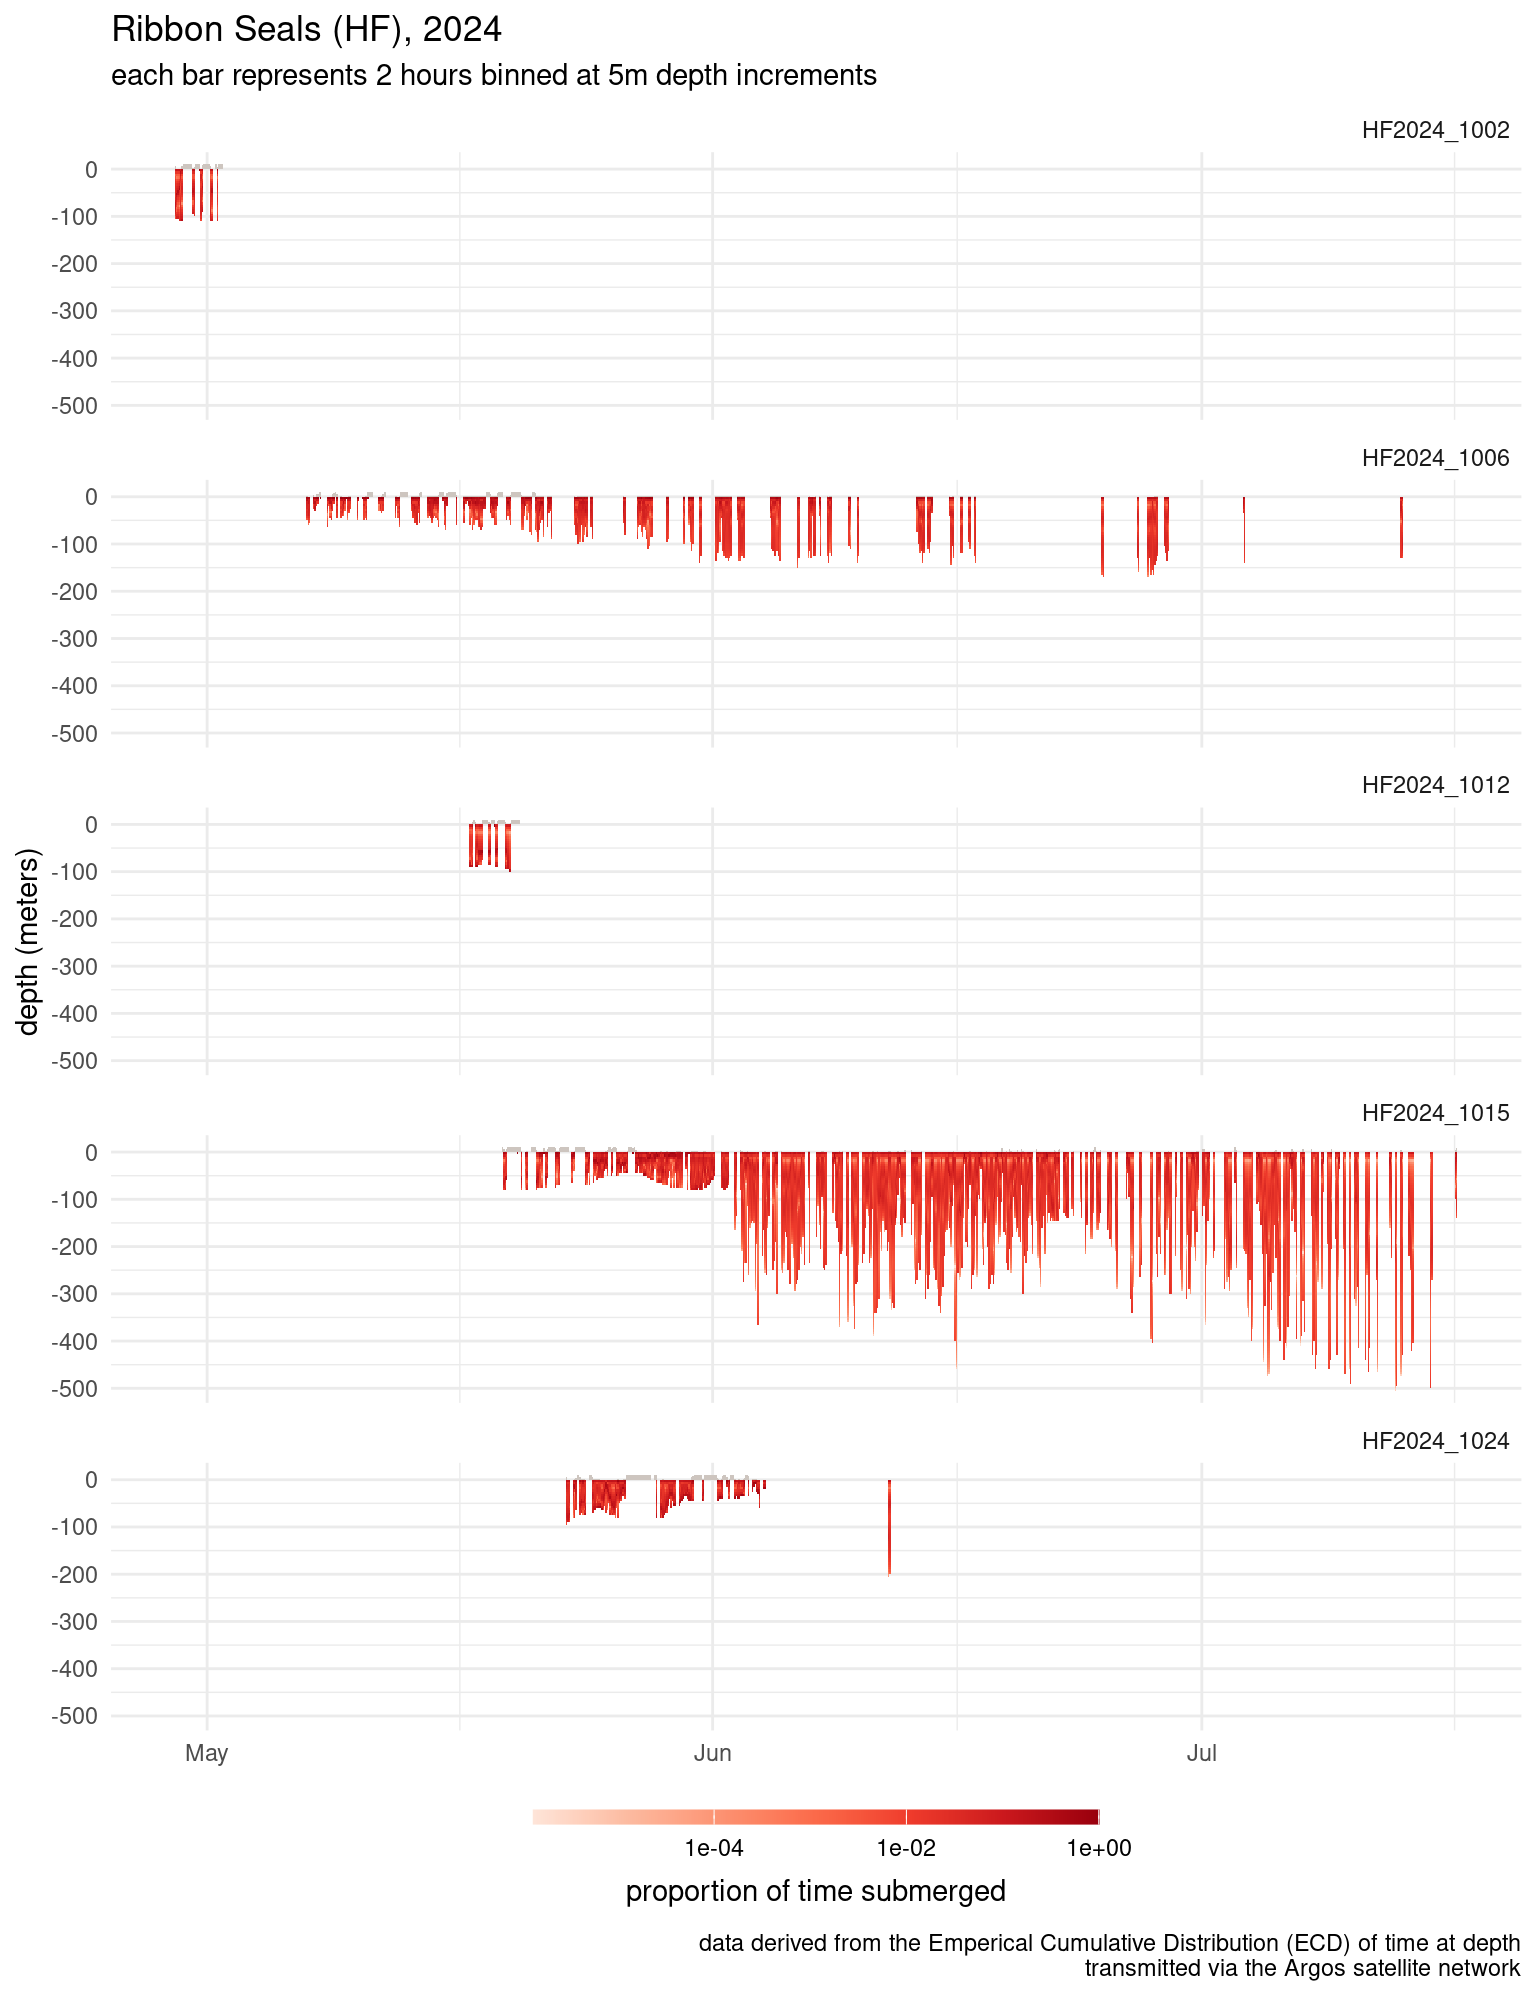 Ribbon Seals (HF), 2024
each bar represents 2 hours binned at 5m depth increments
HF2024_1002
0
-100
-200
-300
-400
-500
HF2024_1006
0
-100
-200
-300
-400
-500
HF2024_1012
0
-100
-200
-300
-400
-500
depth (meters)
HF2024_1015
0
-100
-200
-300
-400
-500
HF2024_1024
0
-100
-200
-300
-400
-500
May Jun Jul
1e-04 1e-02 1e+00
proportion of time submerged
data derived from the Emperical Cumulative Distribution (ECD) of time at depth
transmitted via the Argos satellite network